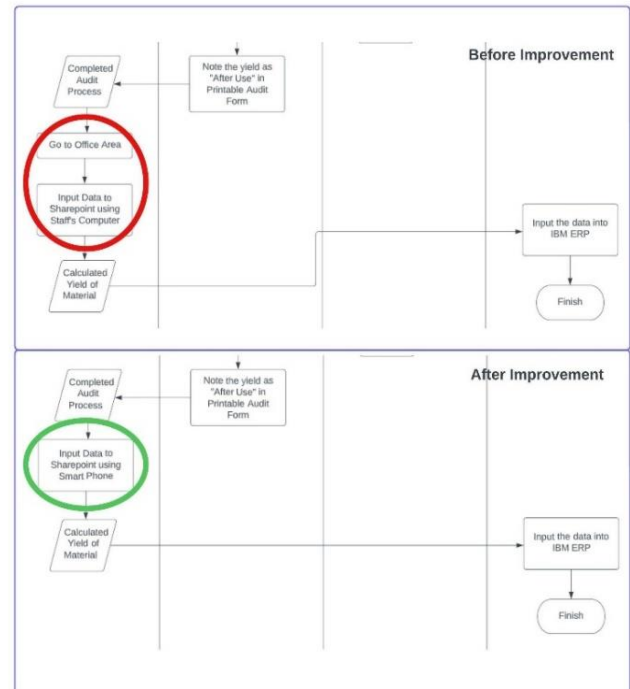 Before Improvement
Completed
Audit
Process
Note the yield as
"After Use" in
Printable Audit
Form
Go to Office Area
Input Data to
Sharepoint using
Staff's Computer
Calculated
Yield of
Material
Input the data into
IBM ERP
Finish
After Improvement
Completed
Audit
Process
Note the yield as
"After Use" in
Printable Audit
Form
Input Data to
Sharepoint using
Smart Phone
Calculated
Yield of
Material
Input the data into
IBM ERP
Finish